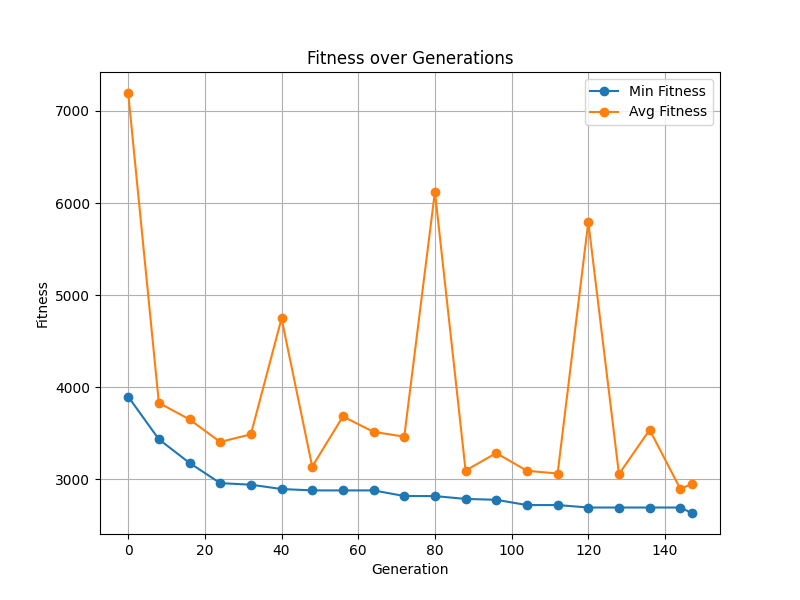 Fitness over Generations
Min Fitness
Avg Fitness
7000
6000
5000
4000
3000
Fitness
0 20 40 60 80 100 120 140
Generation